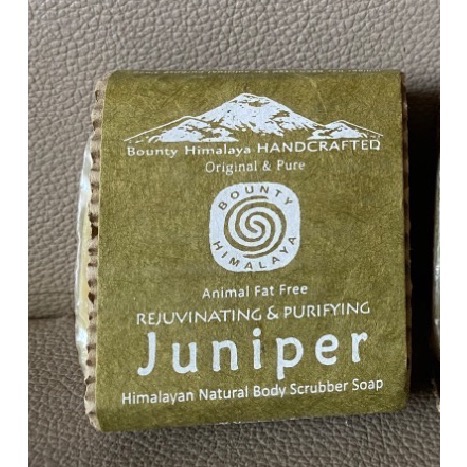 Bounty Himalaya HANDCRAFTED
Original & Pure
BOUNTY
HIMALAYA
Animal Fat Free
REJUVINATING & PURIFYING
Juniper
Himalayan Natural Body Scrubber Soap